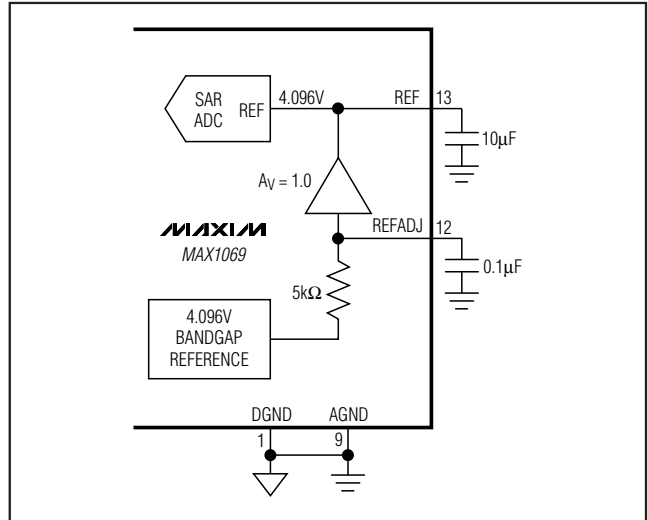 SAR
ADC
REF
4.096V
REF
13
10µF
AV = 1.0
REFADJ
12
MAXIM
MAX1069
0.1µF
5kΩ
4.096V
BANDGAP
REFERENCE
DGND
AGND
1
9